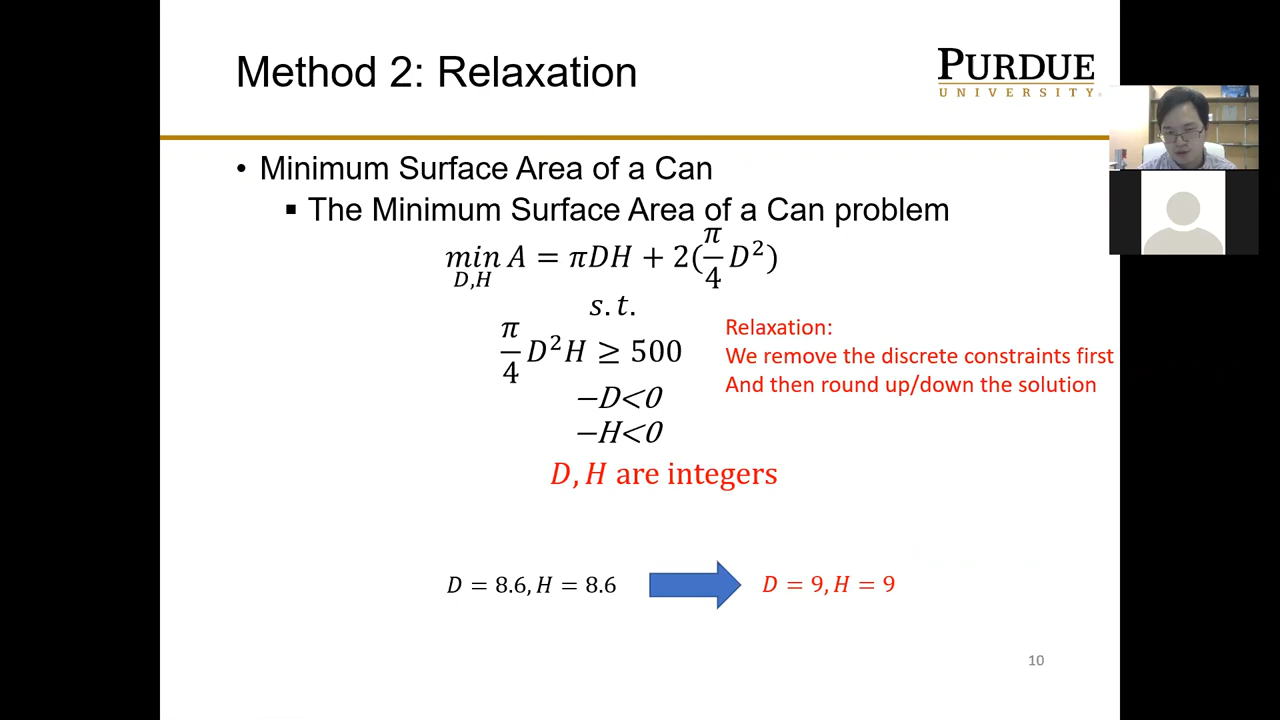 Method 2: Relaxation
PURDUE
UNIVERSITY
• Minimum Surface Area of a Can
▪ The Minimum Surface Area of a Can problem
min A = πDH + 2(π/4 D²)
D,H
s.t.
π/4 D²H ≥ 500
−D<0
−H<0
D, H are integers
Relaxation:
We remove the discrete constraints first
And then round up/down the solution
D = 8.6, H = 8.6
D = 9, H = 9
10